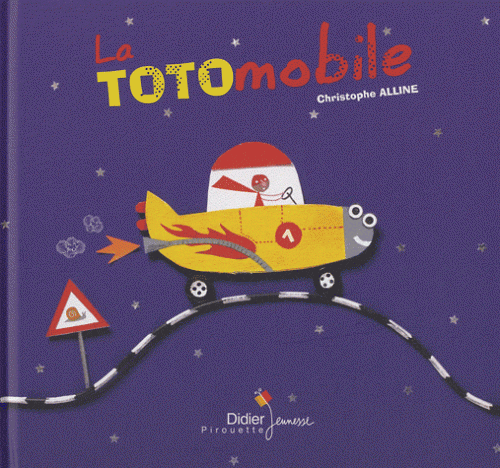 La
TOTOmobile
Christophe ALLINE
1
Didier Jeunesse
Pirouette